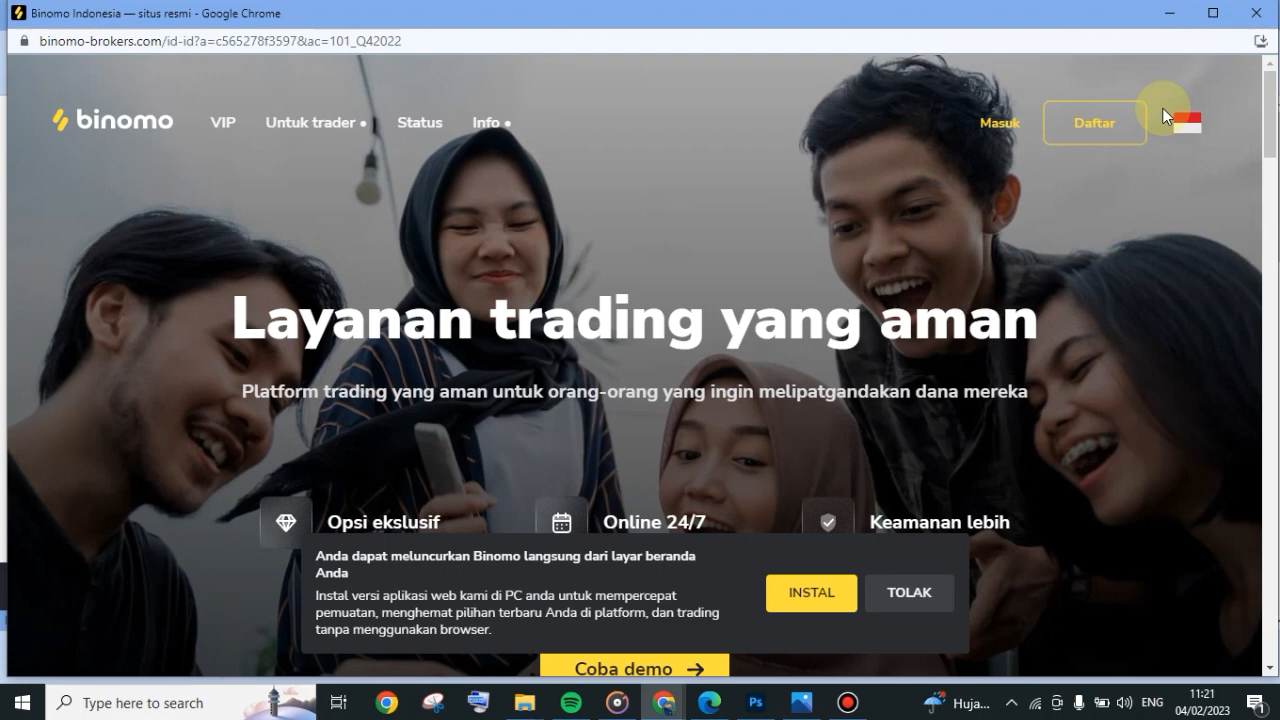 Binomo Indonesia — situs resmi - Google Chrome
binomo-brokers.com/id-id?a=c565278f3597&ac=101_Q42022
binomo
VIP
Untuk trader
Status
Info
Masuk
Daftar
Layanan trading yang aman
Platform trading yang aman untuk orang-orang yang ingin melipatgandakan dana mereka
Opsi ekslusif
Online 24/7
Keamanan lebih
Anda dapat meluncurkan Binomo langsung dari layar beranda
Anda
Instal versi aplikasi web kami di PC anda untuk mempercepat
pemuatan, menghemat pilihan terbaru Anda di platform, dan trading
tanpa menggunakan browser.
INSTAL
TOLAK
Coba demo →
Type here to search
Ps
Huja...
ENG
11:21
04/02/2023
1